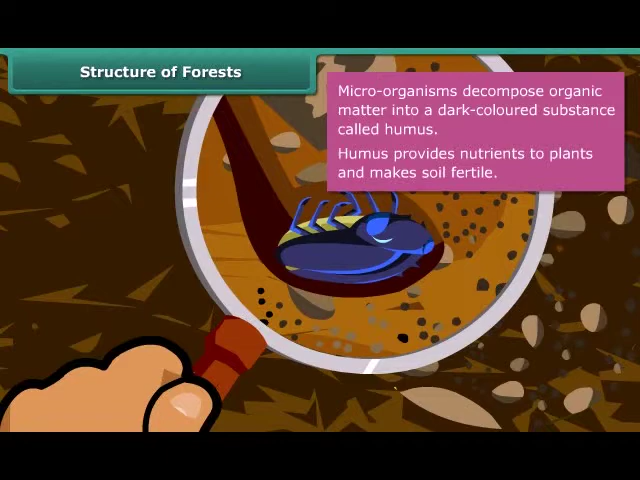 Structure of Forests
Micro-organisms decompose organic
matter into a dark-coloured substance
called humus.
Humus provides nutrients to plants
and makes soil fertile.